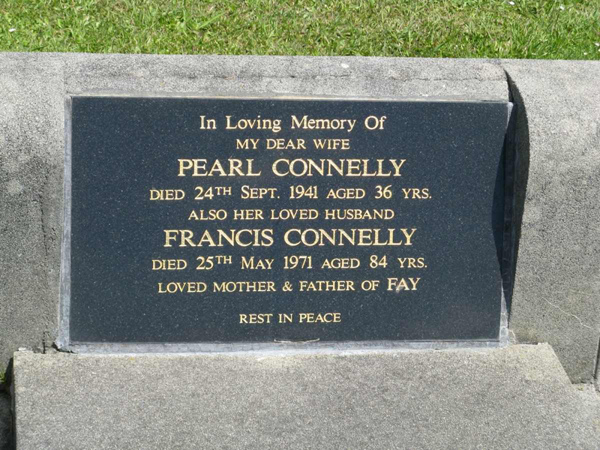 In Loving Memory Of
MY DEAR WIFE
PEARL CONNELLY
DIED 24TH SEPT. 1941 AGED 36 YRS.
ALSO HER LOVED HUSBAND
FRANCIS CONNELLY
DIED 25TH MAY 1971 AGED 84 YRS.
LOVED MOTHER & FATHER OF FAY
REST IN PEACE